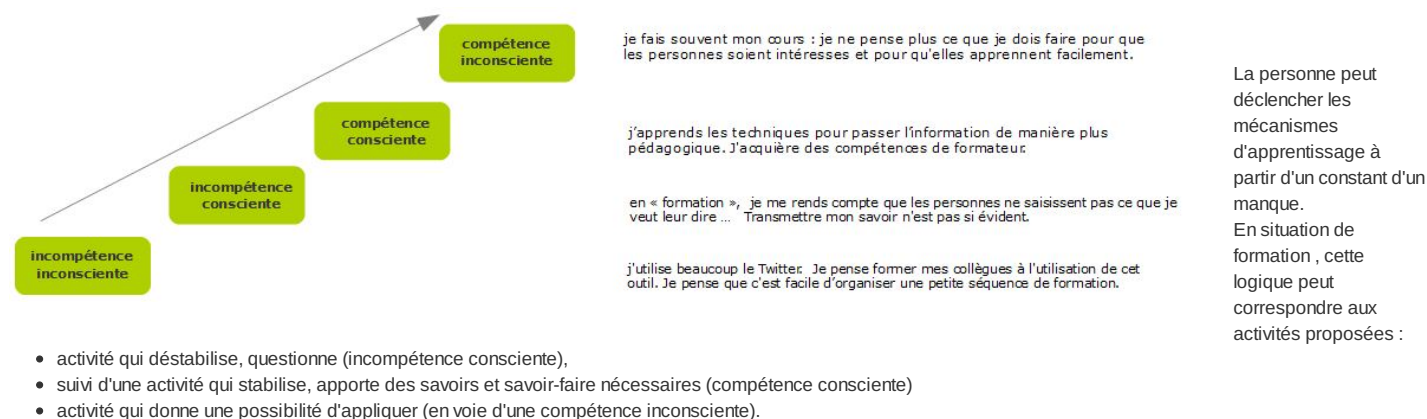 compétence
inconsciente
je fais souvent mon cours : je ne pense plus ce que je dois faire pour que
les personnes soient intéresses et pour qu'elles apprennent facilement.
compétence
consciente
j'apprends les techniques pour passer l'information de manière plus
pédagogique. J'acquière des compétences de formateur.
incompétence
consciente
en « formation », je me rends compte que les personnes ne saisissent pas ce que je
veut leur dire ... Transmettre mon savoir n'est pas si évident.
incompétence
inconsciente
j'utilise beaucoup le Twitter. Je pense former mes collègues à l'utilisation de cet
outil. Je pense que c'est facile d'organiser une petite séquence de formation.
La personne peut
déclencher les
mécanismes
d'apprentissage à
partir d'un constant d'un
manque.
En situation de
formation , cette
logique peut
correspondre aux
activités proposées :
• activité qui déstabilise, questionne (incompétence consciente),
• suivi d'une activité qui stabilise, apporte des savoirs et savoir-faire nécessaires (compétence consciente)
• activité qui donne une possibilité d'appliquer (en voie d'une compétence inconsciente).